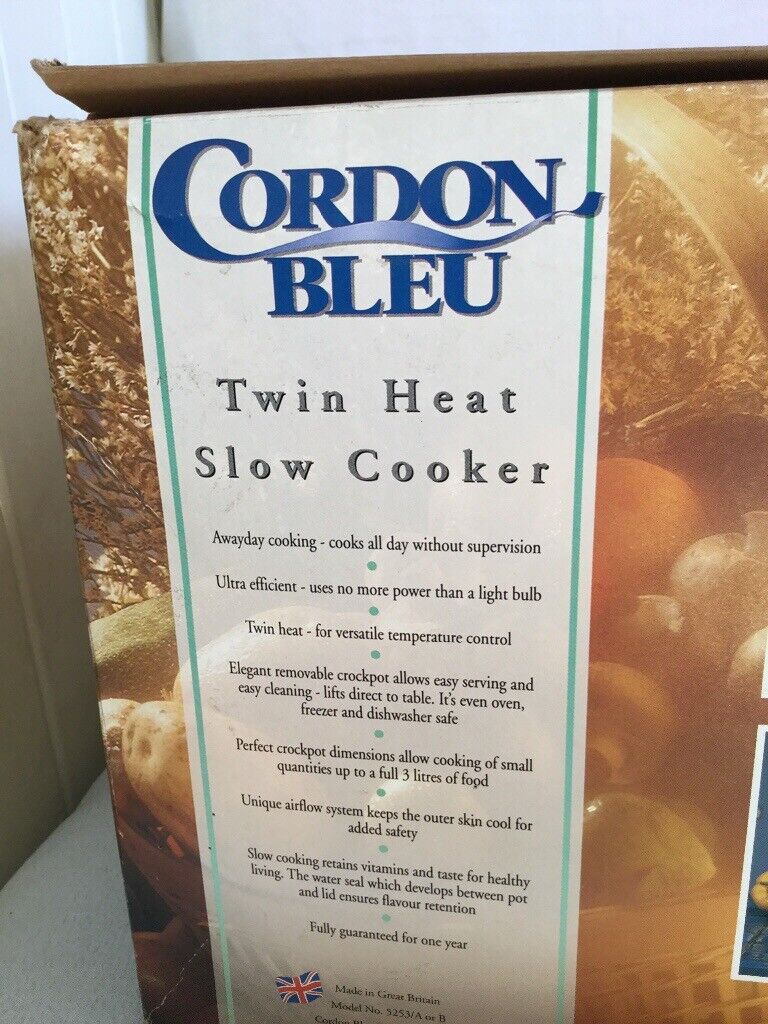 CORDON
BLEU
Twin Heat
Slow Cooker
Awayday cooking - cooks all day without supervision
Ultra efficient - uses no more power than a light bulb
Twin heat - for versatile temperature control
Elegant removable crockpot allows easy serving and
easy cleaning - lifts direct to table. It's even oven,
freezer and dishwasher safe
Perfect crockpot dimensions allow cooking of small
quantities up to a full 3 litres of food
Unique airflow system keeps the outer skin cool for
added safety
Slow cooking retains vitamins and taste for healthy
living. The water seal which develops between pot
and lid ensures flavour retention
Fully guaranteed for one year
Made in Great Britain
Model No. 5253/A or B
Cordon